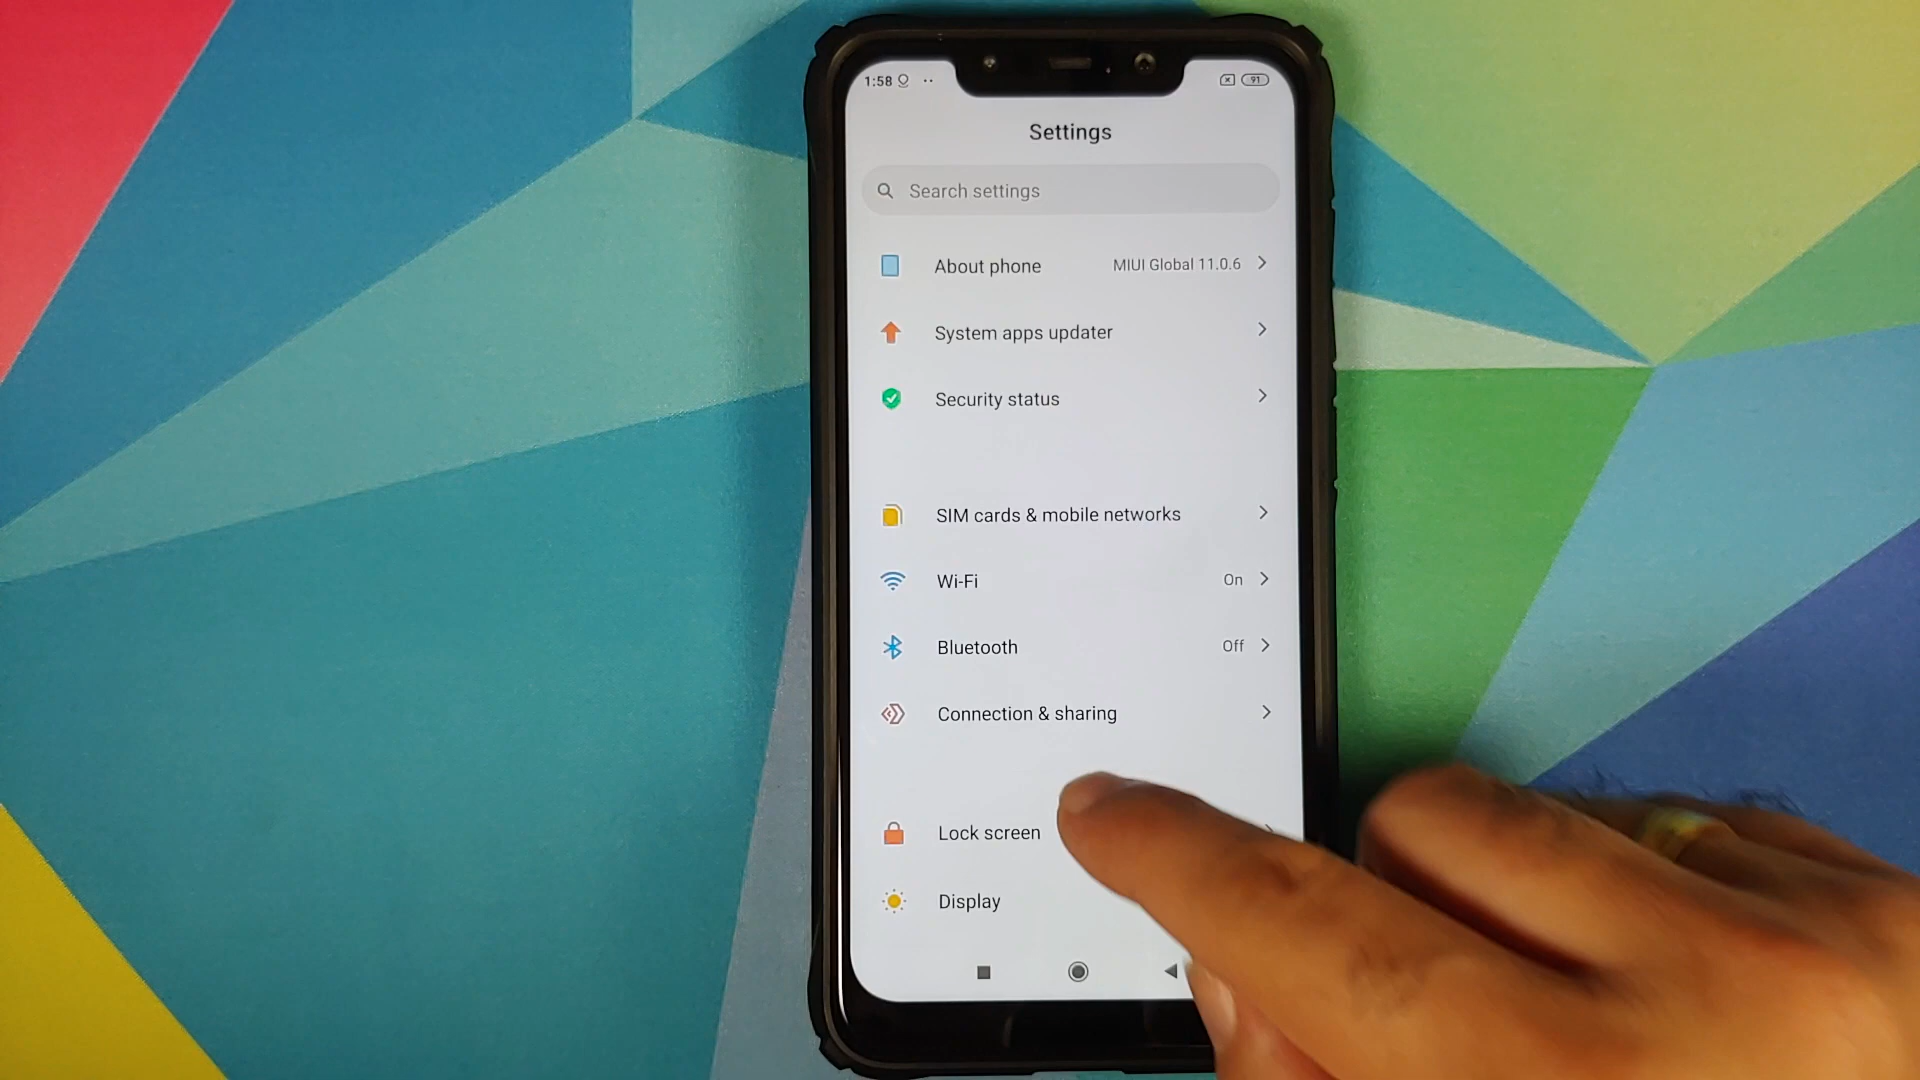 1:58 91
Settings
Search settings
About phone MIUI Global 11.0.6
System apps updater
Security status
SIM cards & mobile networks
Wi-Fi On
Bluetooth Off
Connection & sharing
Lock screen
Display